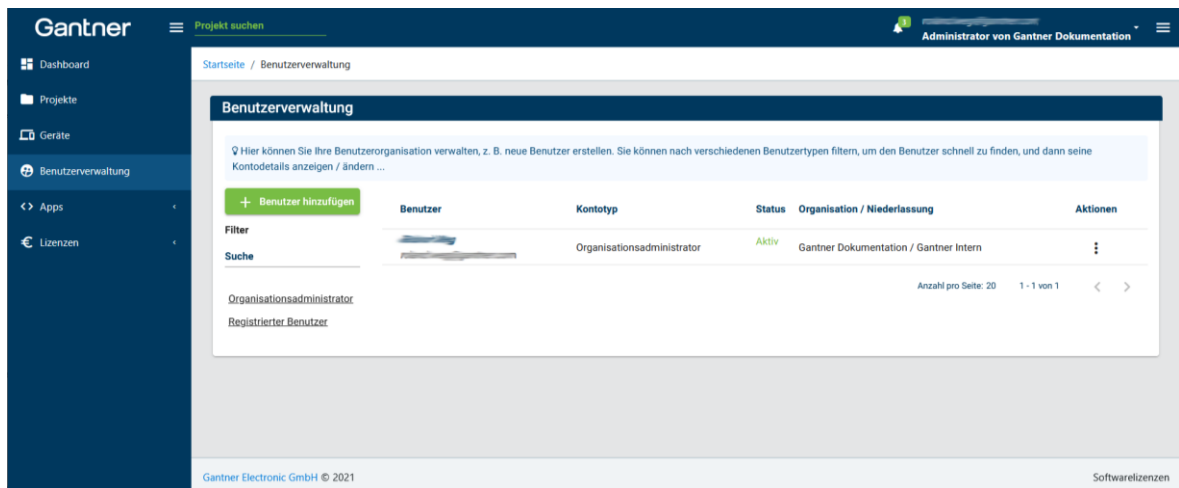 Gantner
Projekt suchen
1
Administrator von Gantner Dokumentation
Dashboard
Projekte
Geräte
Benutzerverwaltung
Apps
Lizenzen
Startseite / Benutzerverwaltung
Benutzerverwaltung
Hier können Sie Ihre Benutzerorganisation verwalten, z. B. neue Benutzer erstellen. Sie können nach verschiedenen Benutzertypen filtern, um den Benutzer schnell zu finden, und dann seine
Kontodetails anzeigen / ändern ...
+ Benutzer hinzufügen
Filter
Suche
Organisationsadministrator
Registrierter Benutzer
Benutzer Kontotyp Status Organisation / Niederlassung Aktionen
Organisationsadministrator Aktiv Gantner Dokumentation / Gantner Intern
Anzahl pro Seite: 20 1 - 1 von 1
Gantner Electronic GmbH © 2021
Softwarelizenzen